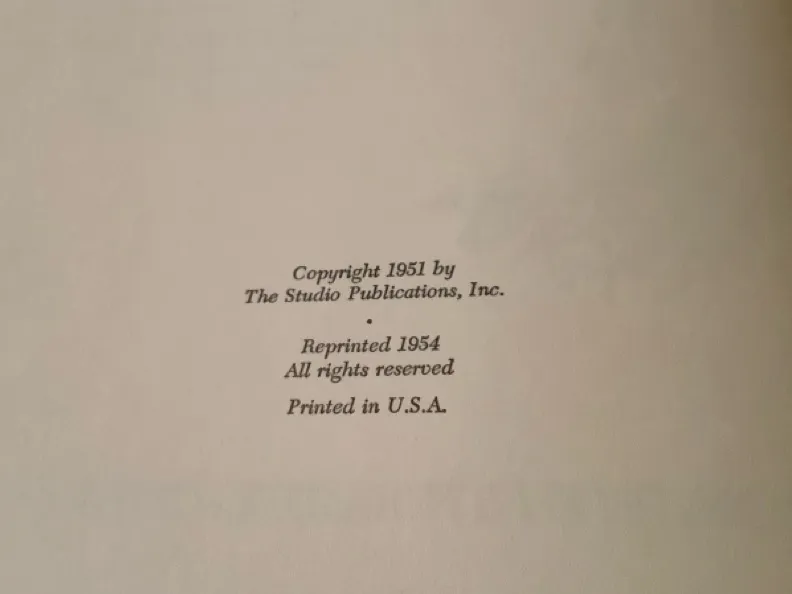 Copyright 1951 by
The Studio Publications, Inc.
•
Reprinted 1954
All rights reserved
Printed in U.S.A.